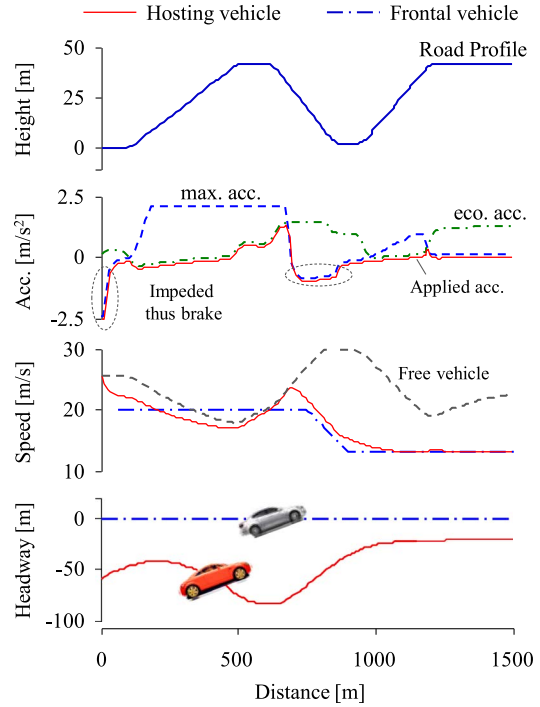 Hosting vehicle Frontal vehicle
Height [m]
50
25
0
Road Profile
Acc. [m/s²]
2.5
0
-2.5
max. acc.
eco. acc.
Impeded
thus brake
Applied acc.
Speed [m/s]
30
20
10
Free vehicle
Headway [m]
0
-50
-100
0 500 1000 1500
Distance [m]